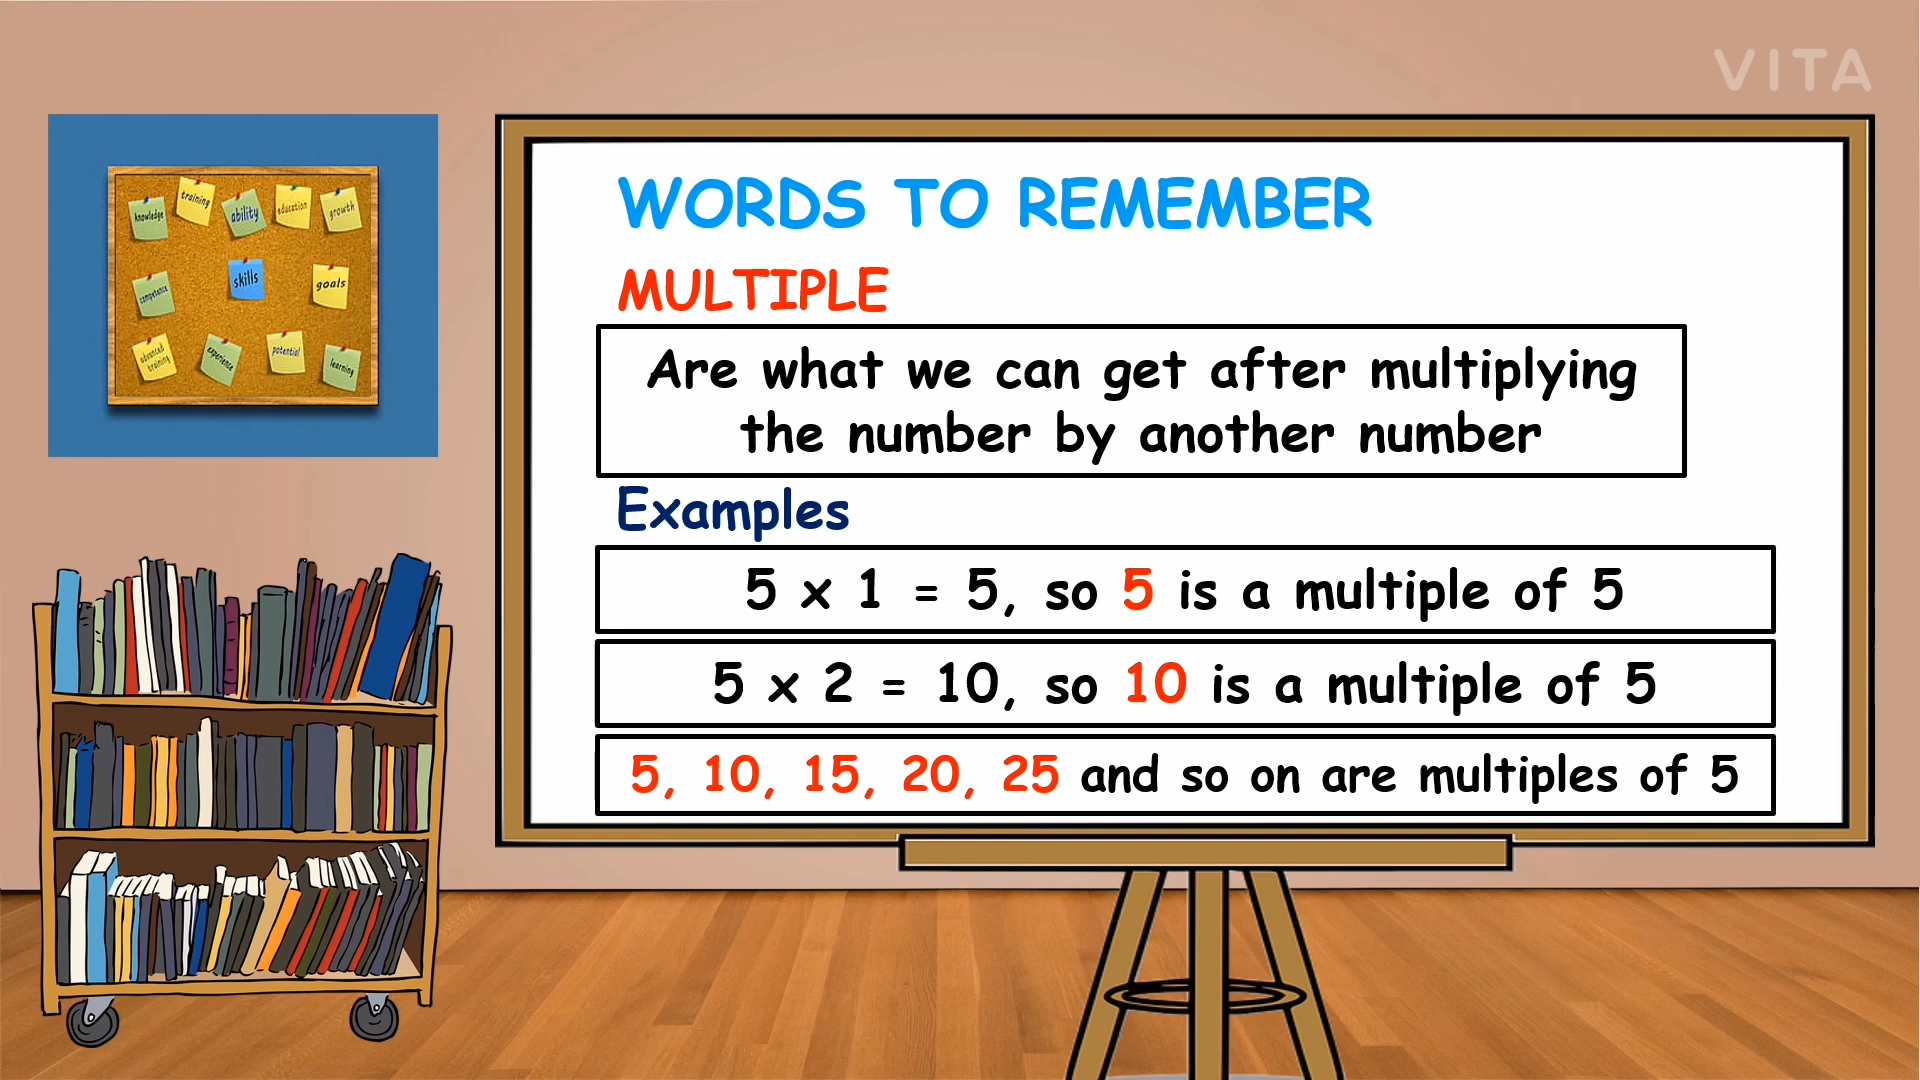 VITA
knowledge
training
ability
education
growth
competence
skills
goals
advanced
training
experience
potential
learning
WORDS TO REMEMBER
MULTIPLE
Are what we can get after multiplying
the number by another number
Examples
5 x 1 = 5, so 5 is a multiple of 5
5 x 2 = 10, so 10 is a multiple of 5
5, 10, 15, 20, 25 and so on are multiples of 5